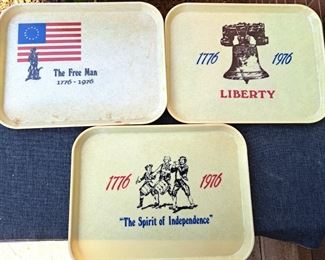 The Free Man
1776 - 1976
1776 1976
LIBERTY
1776 1976
"The Spirit of Independence"